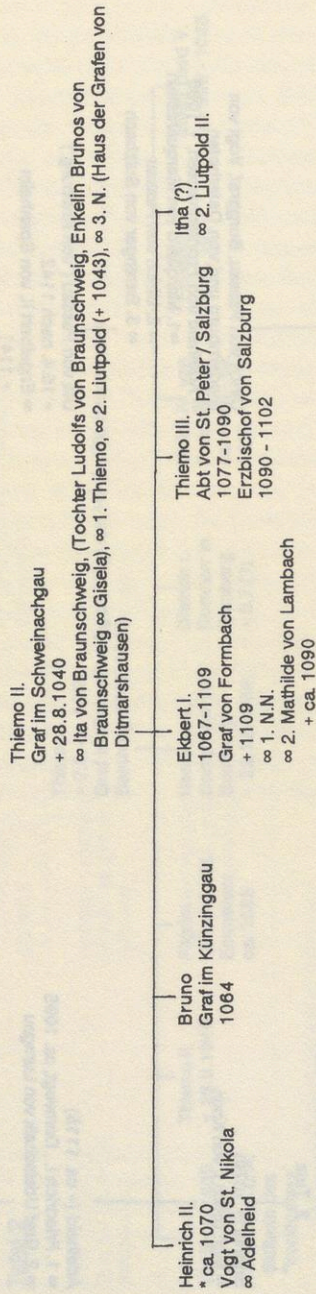 Thiemo II.
Graf im Schweinachgau
+ 28.8.1040
∞ Ita von Braunschweig, (Tochter Ludolfs von Braunschweig, Enkelin Brunos von
Braunschweig ∞ Gisela), ∞ 1. Thiemo, ∞ 2. Liutpold (+ 1043), ∞ 3. N. (Haus der Grafen von
Ditmarshausen)
Heinrich II.
* ca. 1070
Vogt von St. Nikola
∞ Adelheid
Bruno
Graf im Künzinggau
1064
Ekbert I.
1067-1109
Graf von Formbach
+ 1109
∞ 1. N.N.
∞ 2. Mathilde von Lambach
+ ca. 1090
Thiemo III.
Abt von St. Peter / Salzburg
1077-1090
Erzbischof von Salzburg
1090 - 1102
Itha (?)
∞ 2. Liutpold II.